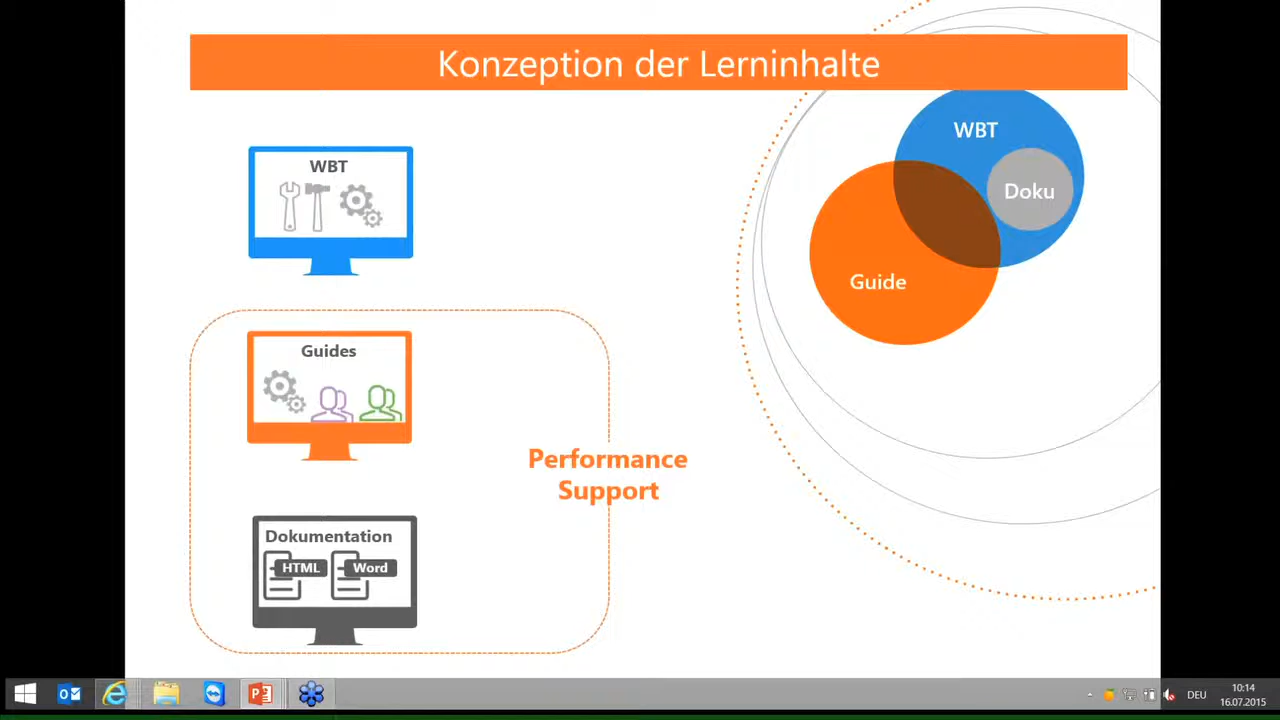 Konzeption der Lerninhalte
WBT
WBT
Doku
Guide
Guides
Performance
Support
Dokumentation
HTML
Word
DEU
10:14
16.07.2015